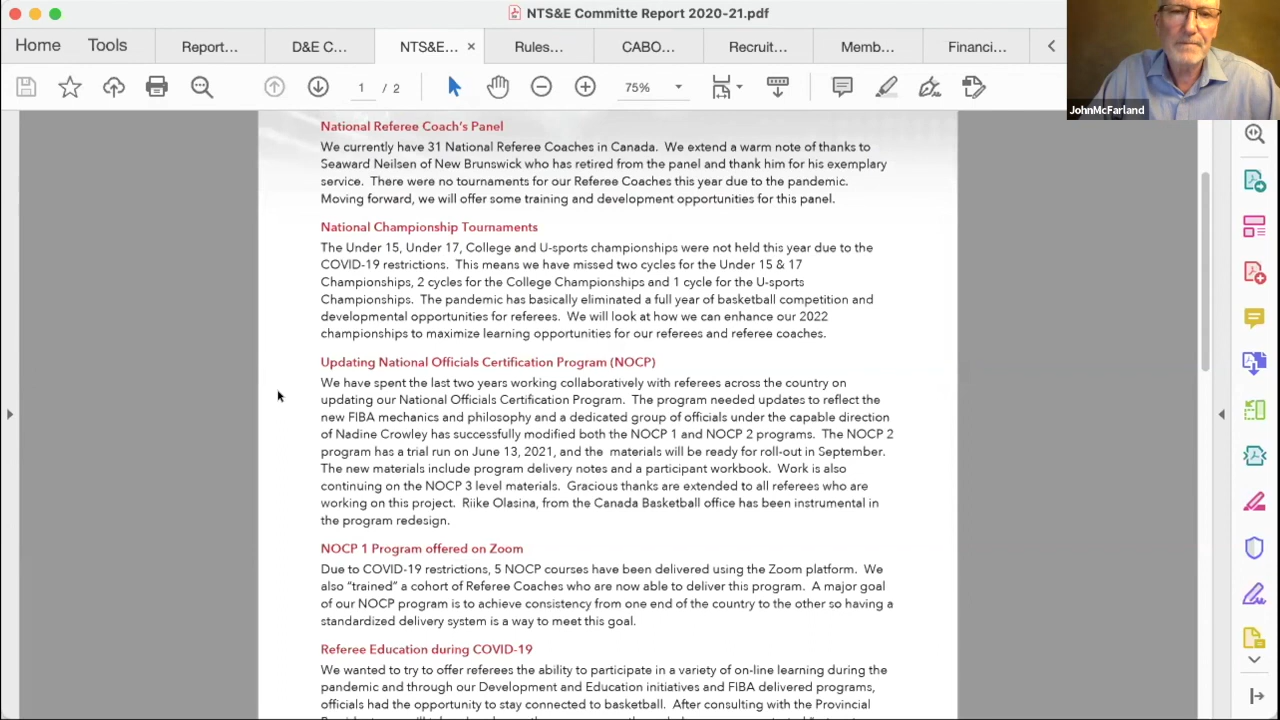 NTS&E Committe Report 2020-21.pdf
Home
Tools
Report...
D&E C...
NTS&E...
Rules...
CABO...
Recruit...
Memb...
Financi...
1 / 2
75%
JohnMcFarland
National Referee Coach's Panel
We currently have 31 National Referee Coaches in Canada. We extend a warm note of thanks to
Seaward Neilsen of New Brunswick who has retired from the panel and thank him for his exemplary
service. There were no tournaments for our Referee Coaches this year due to the pandemic.
Moving forward, we will offer some training and development opportunities for this panel.
National Championship Tournaments
The Under 15, Under 17, College and U-sports championships were not held this year due to the
COVID-19 restrictions. This means we have missed two cycles for the Under 15 & 17
Championships, 2 cycles for the College Championships and 1 cycle for the U-sports
Championships. The pandemic has basically eliminated a full year of basketball competition and
developmental opportunities for referees. We will look at how we can enhance our 2022
championships to maximize learning opportunities for our referees and referee coaches.
Updating National Officials Certification Program (NOCP)
We have spent the last two years working collaboratively with referees across the country on
updating our National Officials Certification Program. The program needed updates to reflect the
new FIBA mechanics and philosophy and a dedicated group of officials under the capable direction
of Nadine Crowley has successfully modified both the NOCP 1 and NOCP 2 programs. The NOCP 2
program has a trial run on June 13, 2021, and the materials will be ready for roll-out in September.
The new materials include program delivery notes and a participant workbook. Work is also
continuing on the NOCP 3 level materials. Gracious thanks are extended to all referees who are
working on this project. Riike Olasina, from the Canada Basketball office has been instrumental in
the program redesign.
NOCP 1 Program offered on Zoom
Due to COVID-19 restrictions, 5 NOCP courses have been delivered using the Zoom platform. We
also "trained" a cohort of Referee Coaches who are now able to deliver this program. A major goal
of our NOCP program is to achieve consistency from one end of the country to the other so having a
standardized delivery system is a way to meet this goal.
Referee Education during COVID-19
We wanted to try to offer referees the ability to participate in a variety of on-line learning during the
pandemic and through our Development and Education initiatives and FIBA delivered programs,
officials had the opportunity to stay connected to basketball. After consulting with the Provincial